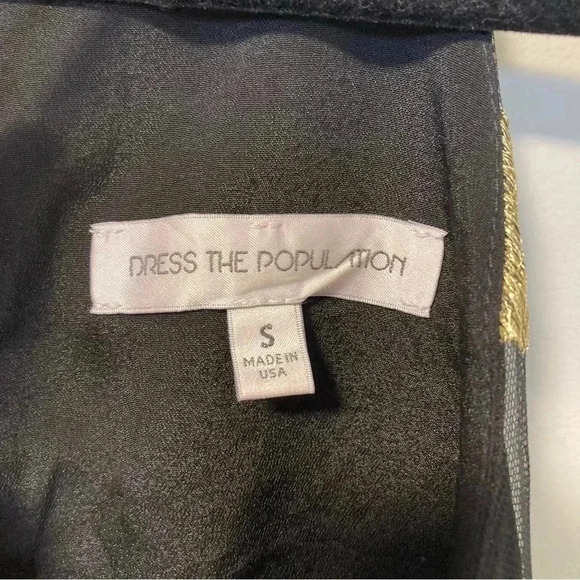 DRESS THE POPULATION
S
MADE IN
USA